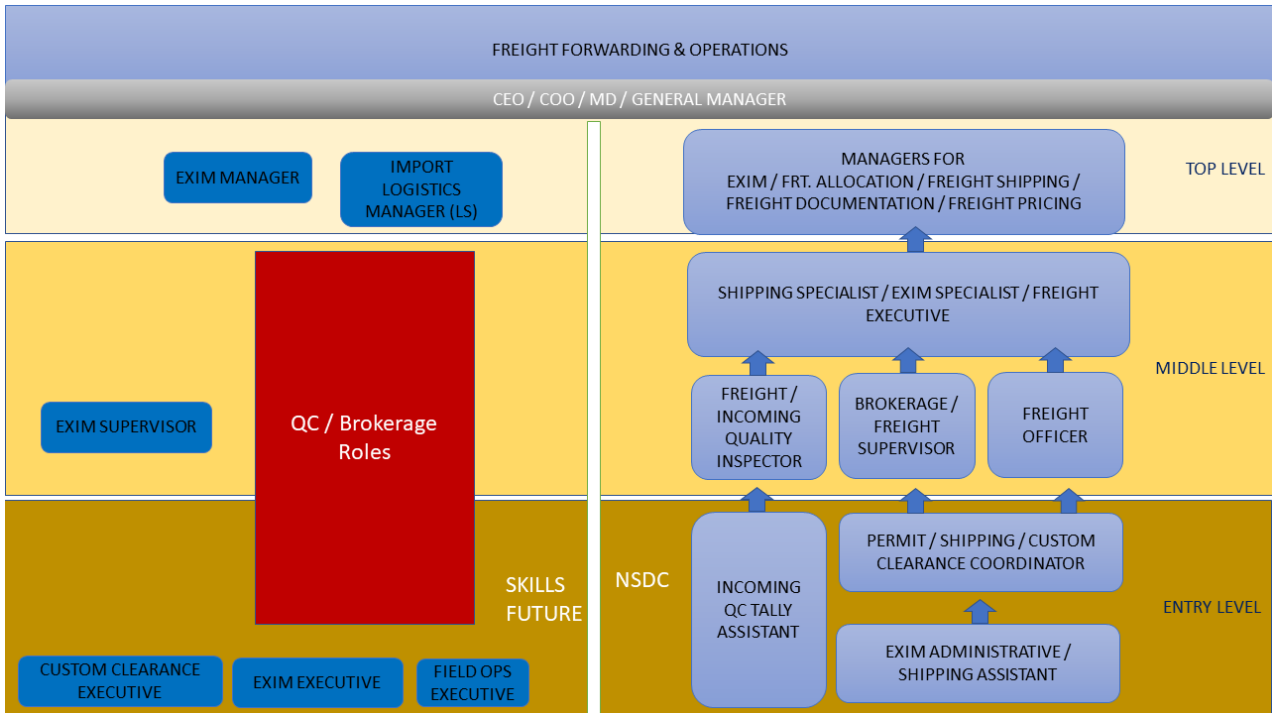 FREIGHT FORWARDING & OPERATIONS
CEO / COO / MD / GENERAL MANAGER
EXIM MANAGER
IMPORT
LOGISTICS
MANAGER (LS)
MANAGERS FOR
EXIM / FRT. ALLOCATION / FREIGHT SHIPPING /
FREIGHT DOCUMENTATION / FREIGHT PRICING
TOP LEVEL
SHIPPING SPECIALIST / EXIM SPECIALIST / FREIGHT
EXECUTIVE
MIDDLE LEVEL
EXIM SUPERVISOR
QC / Brokerage
Roles
FREIGHT /
INCOMING
QUALITY
INSPECTOR
BROKERAGE /
FREIGHT
SUPERVISOR
FREIGHT
OFFICER
SKILLS
FUTURE
NSDC
INCOMING
QC TALLY
ASSISTANT
PERMIT / SHIPPING / CUSTOM
CLEARANCE COORDINATOR
ENTRY LEVEL
EXIM ADMINISTRATIVE /
SHIPPING ASSISTANT
CUSTOM CLEARANCE
EXECUTIVE
EXIM EXECUTIVE
FIELD OPS
EXECUTIVE